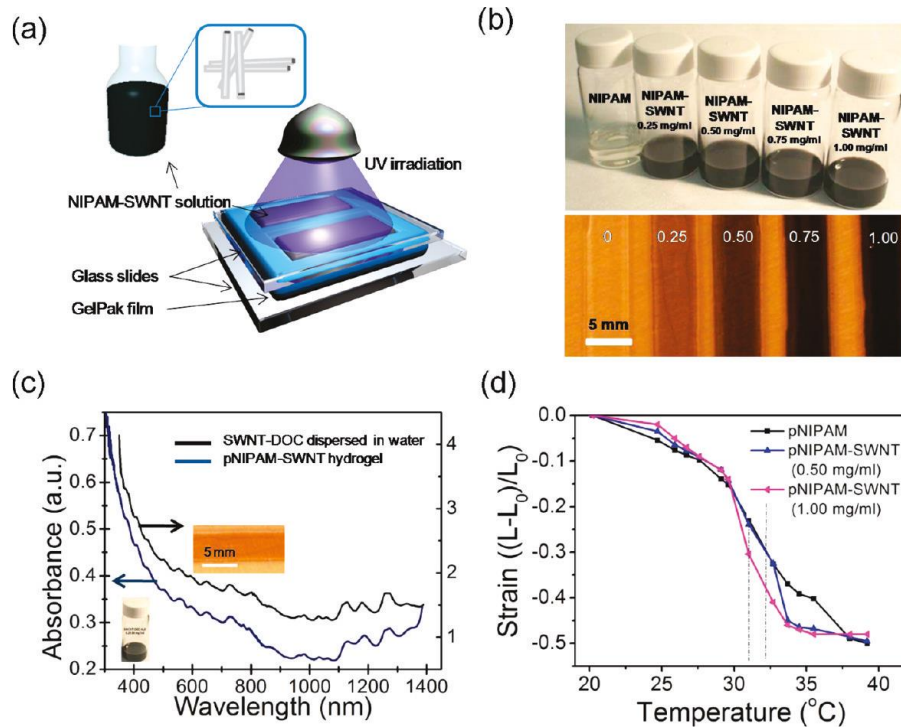 (a)
UV irradiation
NIPAM-SWNT solution
Glass slides
GelPak film
(b)
NIPAM
NIPAM-
SWNT
0.25 mg/ml
NIPAM-
SWNT
0.50 mg/ml
NIPAM-
SWNT
0.75 mg/ml
NIPAM-
SWNT
1.00 mg/ml
0 0.25 0.50 0.75 1.00
5 mm
(c)
SWNT-DOC dispersed in water
pNIPAM-SWNT hydrogel
5 mm
Absorbance (a.u.)
0.7
0.6
0.5
0.4
0.3
0.2
4
3
2
1
400 600 800 1000 1200 1400
Wavelength (nm)
(d)
pNIPAM
pNIPAM-SWNT
(0.50 mg/ml)
pNIPAM-SWNT
(1.00 mg/ml)
Strain ((L-L₀)/L₀)
0.0
-0.1
-0.2
-0.3
-0.4
-0.5
20 25 30 35 40
Temperature (°C)